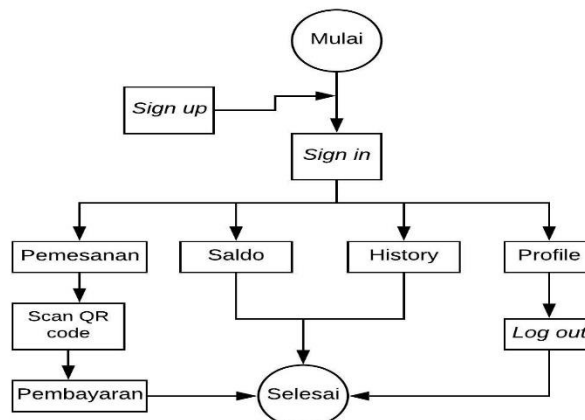 Mulai
Sign up
Sign in
Pemesanan
Saldo
History
Profile
Scan QR
code
Log out
Pembayaran
Selesai